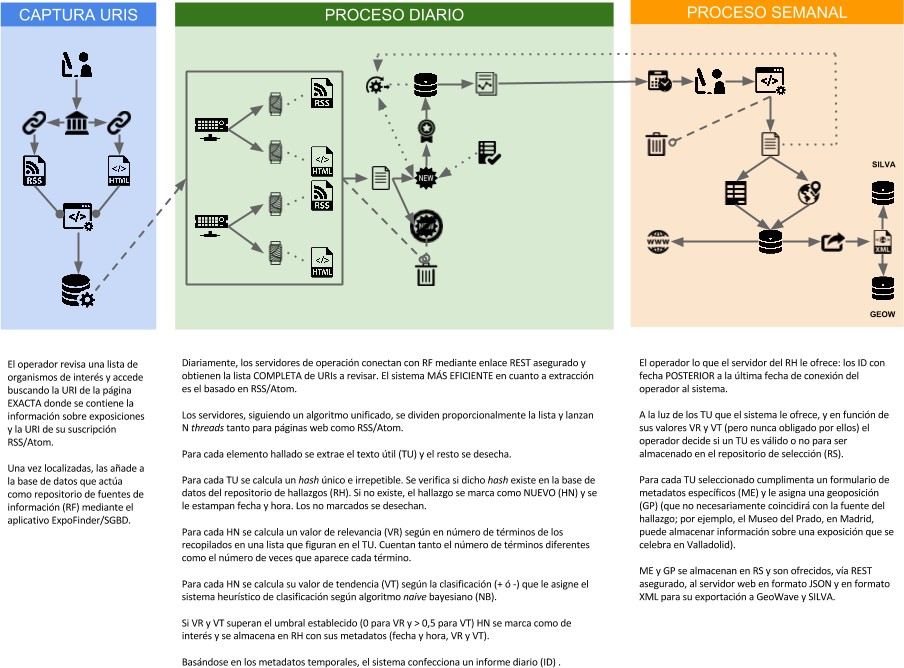 CAPTURA URIS
PROCESO DIARIO
PROCESO SEMANAL
RSS
HTML
RSS
HTML
RSS
HTML
NEW
NEW
WWW
XML
SILVA
GEOW
El operador revisa una lista de
organismos de interés y accede
buscando la URI de la página
EXACTA donde se contiene la
información sobre exposiciones
y la URI de su suscripción
RSS/Atom.
Una vez localizadas, las añade a
la base de datos que actúa
como repositorio de fuentes de
información (RF) mediante el
aplicativo ExpoFinder/SGBD.
Diariamente, los servidores de operación conectan con RF mediante enlace REST asegurado y
obtienen la lista COMPLETA de URIs a revisar. El sistema MÁS EFICIENTE en cuanto a extracción
es el basado en RSS/Atom.
Los servidores, siguiendo un algoritmo unificado, se dividen proporcionalmente la lista y lanzan
N threads tanto para páginas web como RSS/Atom.
Para cada elemento hallado se extrae el texto útil (TU) y el resto se desecha.
Para cada TU se calcula un hash único e irrepetible. Se verifica si dicho hash existe en la base de
datos del repositorio de hallazgos (RH). Si no existe, el hallazgo se marca como NUEVO (HN) y se
le estampan fecha y hora. Los no marcados se desechan.
Para cada HN se calcula un valor de relevancia (VR) según en número de términos de los
recopilados en una lista que figuran en el TU. Cuentan tanto el número de términos diferentes
como el número de veces que aparece cada término.
Para cada HN se calcula su valor de tendencia (VT) según la clasificación (+ ó -) que le asigne el
sistema heurístico de clasificación según algoritmo naive bayesiano (NB).
Si VR y VT superan el umbral establecido (0 para VR y > 0,5 para VT) HN se marca como de
interés y se almacena en RH con sus metadatos (fecha y hora, VR y VT).
Basándose en los metadatos temporales, el sistema confecciona un informe diario (ID) .
El operador lo que el servidor del RH le ofrece: los ID con
fecha POSTERIOR a la última fecha de conexión del
operador al sistema.
A la luz de los TU que el sistema le ofrece, y en función de
sus valores VR y VT (pero nunca obligado por ellos) el
operador decide si un TU es válido o no para ser
almacenado en el repositorio de selección (RS).
Para cada TU seleccionado cumplimenta un formulario de
metadatos específicos (ME) y le asigna una geoposición
(GP) (que no necesariamente coincidirá con la fuente del
hallazgo; por ejemplo, el Museo del Prado, en Madrid,
puede almacenar información sobre una exposición que se
celebra en Valladolid).
ME y GP se almacenan en RS y son ofrecidos, vía REST
asegurado, al servidor web en formato JSON y en formato
XML para su exportación a GeoWave y SILVA.